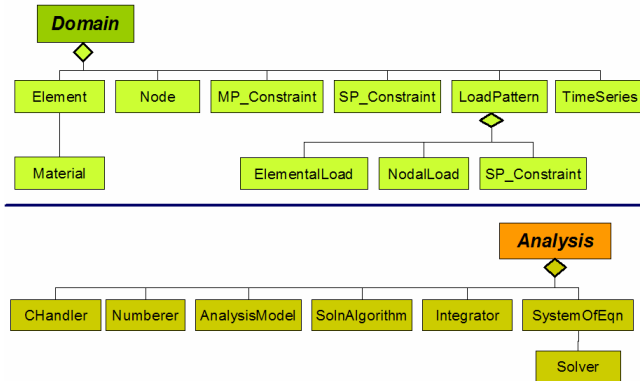 Domain
Element Node MP_Constraint SP_Constraint LoadPattern TimeSeries
Material ElementalLoad NodalLoad SP_Constraint
Analysis
CHandler Numberer AnalysisModel SolnAlgorithm Integrator SystemOfEqn
Solver